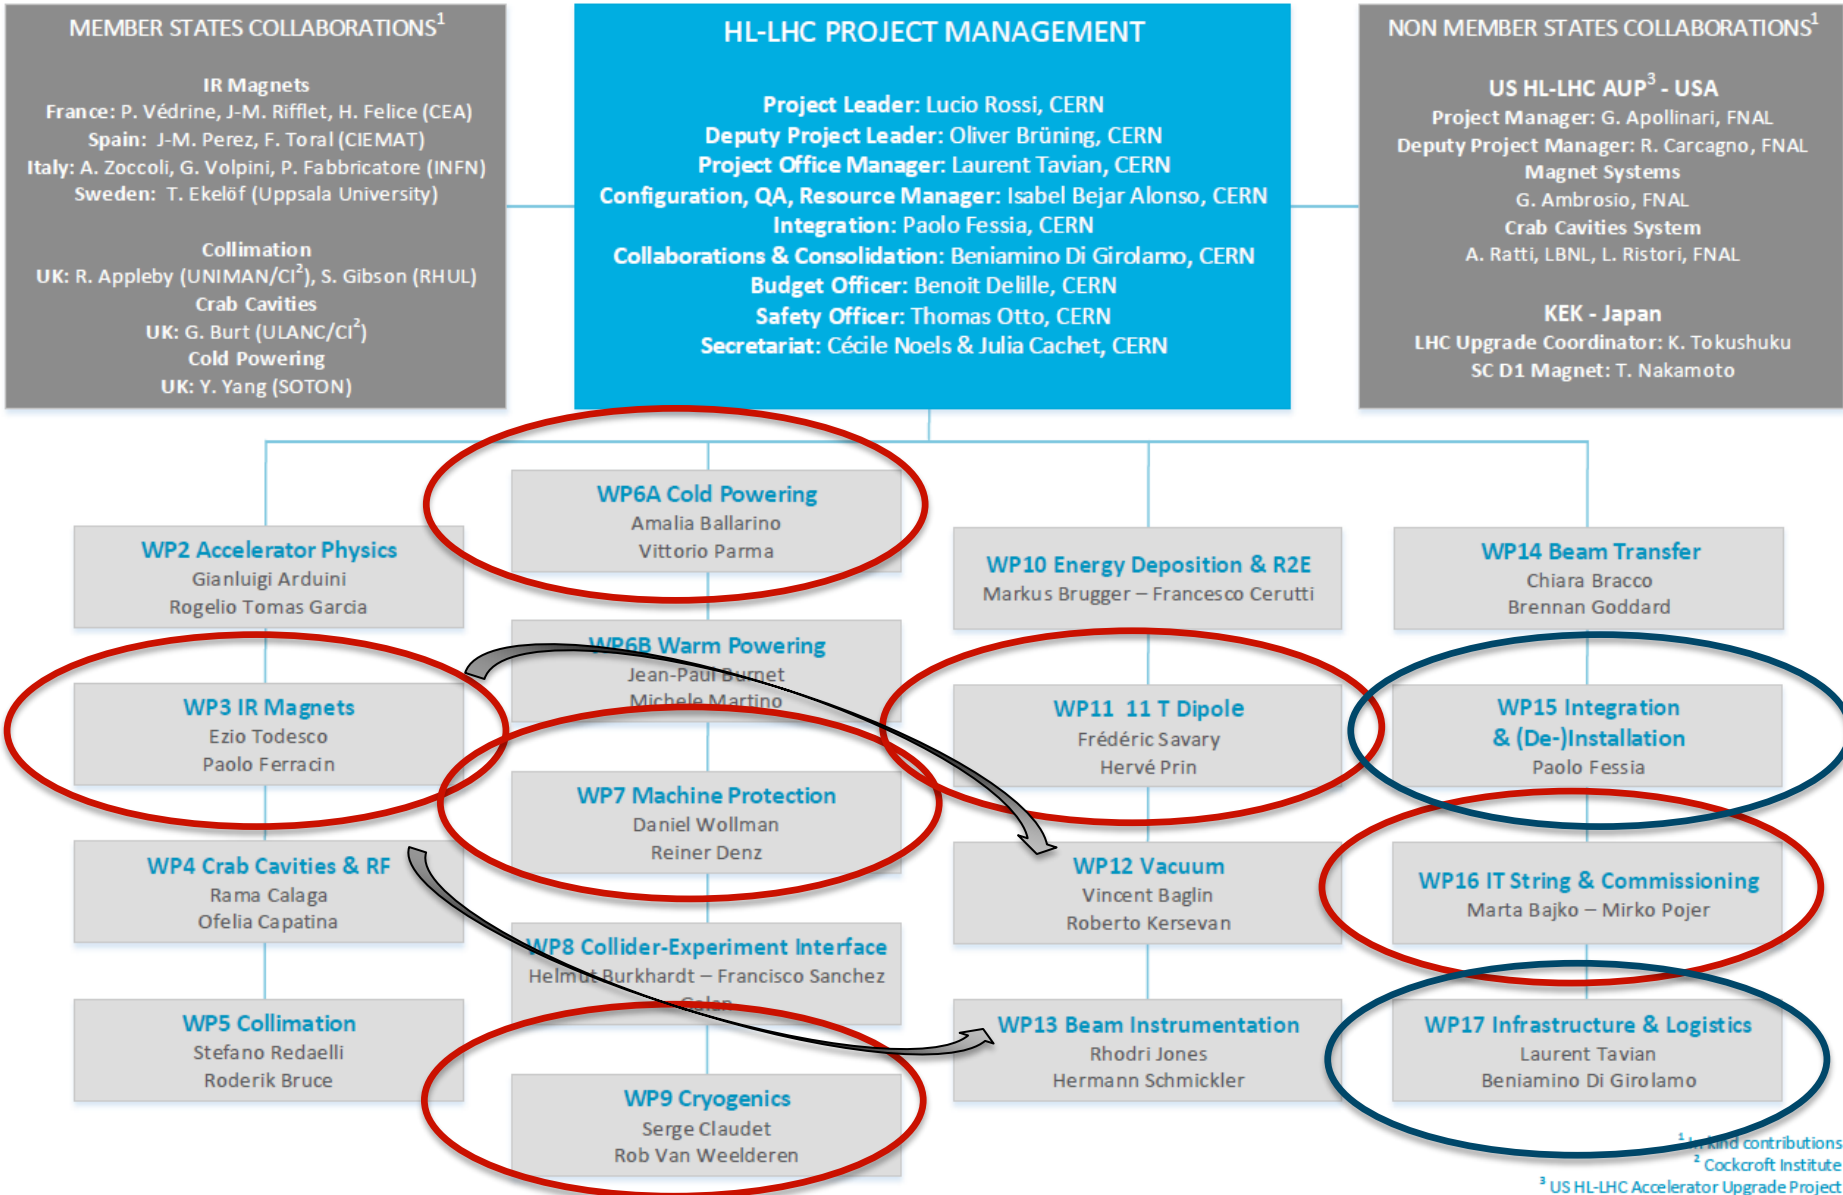 MEMBER STATES COLLABORATIONS¹
IR Magnets
France: P. Védrine, J-M. Rifflet, H. Felice (CEA)
Spain: J-M. Perez, F. Toral (CIEMAT)
Italy: A. Zoccoli, G. Volpini, P. Fabbricatore (INFN)
Sweden: T. Ekelöf (Uppsala University)
Collimation
UK: R. Appleby (UNIMAN/CI²), S. Gibson (RHUL)
Crab Cavities
UK: G. Burt (ULANC/CI²)
Cold Powering
UK: Y. Yang (SOTON)
HL-LHC PROJECT MANAGEMENT
Project Leader: Lucio Rossi, CERN
Deputy Project Leader: Oliver Brüning, CERN
Project Office Manager: Laurent Tavian, CERN
Configuration, QA, Resource Manager: Isabel Bejar Alonso, CERN
Integration: Paolo Fessia, CERN
Collaborations & Consolidation: Beniamino Di Girolamo, CERN
Budget Officer: Benoit Delille, CERN
Safety Officer: Thomas Otto, CERN
Secretariat: Cécile Noels & Julia Cachet, CERN
NON MEMBER STATES COLLABORATIONS¹
US HL-LHC AUP³ - USA
Project Manager: G. Apollinari, FNAL
Deputy Project Manager: R. Carcagno, FNAL
Magnet Systems
G. Ambrosio, FNAL
Crab Cavities System
A. Ratti, LBNL, L. Ristori, FNAL
KEK - Japan
LHC Upgrade Coordinator: K. Tokushuku
SC D1 Magnet: T. Nakamoto
WP2 Accelerator Physics
Gianluigi Arduini
Rogelio Tomas Garcia
WP3 IR Magnets
Ezio Todesco
Paolo Ferracin
WP4 Crab Cavities & RF
Rama Calaga
Ofelia Capatina
WP5 Collimation
Stefano Redaelli
Roderik Bruce
WP6A Cold Powering
Amalia Ballarino
Vittorio Parma
WP6B Warm Powering
Jean-Paul Burnet
Michele Martino
WP7 Machine Protection
Daniel Wollman
Reiner Denz
WP8 Collider-Experiment Interface
Helmut Burkhardt – Francisco Sanchez
Galan
WP9 Cryogenics
Serge Claudet
Rob Van Weelderen
WP10 Energy Deposition & R2E
Markus Brugger – Francesco Cerutti
WP11 11 T Dipole
Frédéric Savary
Hervé Prin
WP12 Vacuum
Vincent Baglin
Roberto Kersevan
WP13 Beam Instrumentation
Rhodri Jones
Hermann Schmickler
WP14 Beam Transfer
Chiara Bracco
Brennan Goddard
WP15 Integration
& (De-)Installation
Paolo Fessia
WP16 IT String & Commissioning
Marta Bajko – Mirko Pojer
WP17 Infrastructure & Logistics
Laurent Tavian
Beniamino Di Girolamo
¹ In kind contributions
² Cockcroft Institute
³ US HL-LHC Accelerator Upgrade Project